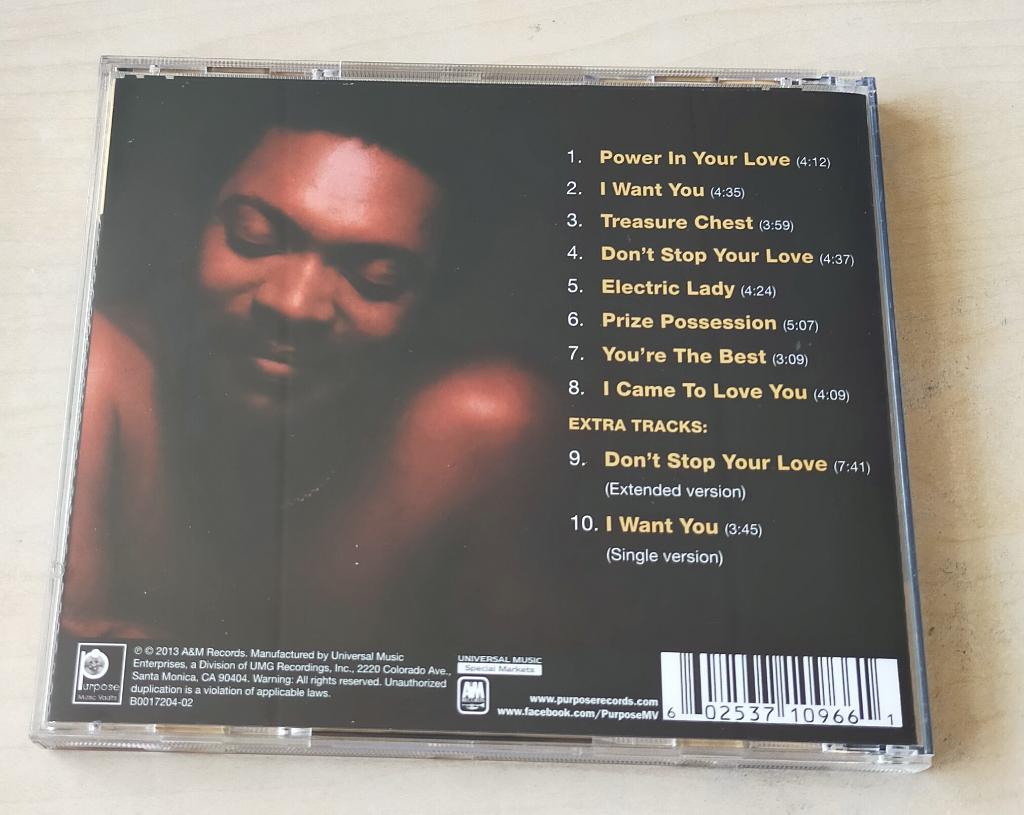 1. Power In Your Love (4:12)
2. I Want You (4:35)
3. Treasure Chest (3:59)
4. Don't Stop Your Love (4:37)
5. Electric Lady (4:24)
6. Prize Possession (5:07)
7. You're The Best (3:09)
8. I Came To Love You (4:09)
EXTRA TRACKS:
9. Don't Stop Your Love (7:41)
(Extended version)
10. I Want You (3:45)
(Single version)
Purpose
Music Vaults
℗ © 2013 A&M Records. Manufactured by Universal Music
Enterprises, a Division of UMG Recordings, Inc., 2220 Colorado Ave.,
Santa Monica, CA 90404. Warning: All rights reserved. Unauthorized
duplication is a violation of applicable laws.
B0017204-02
UNIVERSAL MUSIC
Special Markets
A&M
www.purposerecords.com
www.facebook.com/PurposeMV
6 02537 10966 1